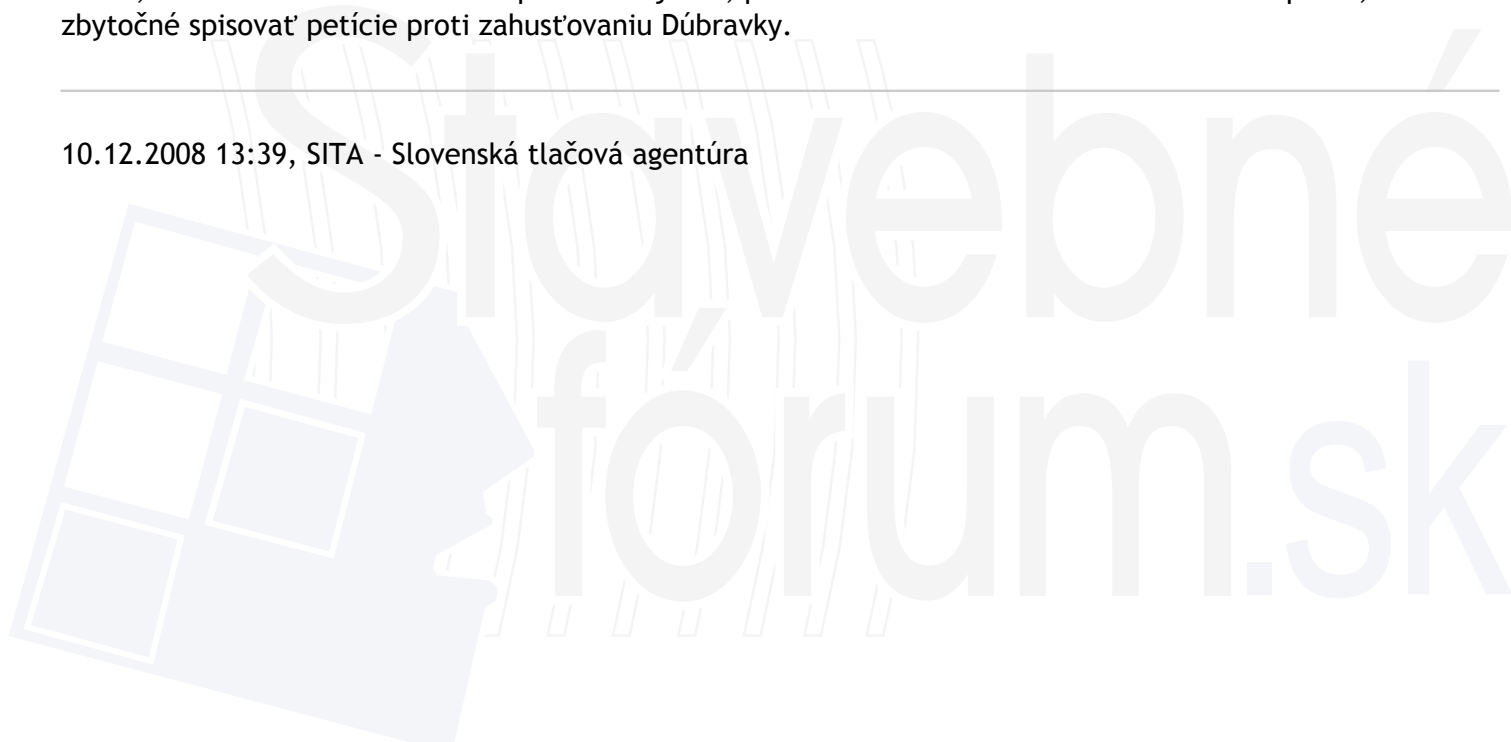 zbytočné spisovať petície proti zahusťovaniu Dúbravky.
10.12.2008 13:39, SITA - Slovenská tlačová agentúra
Stavebné
fórum.sk